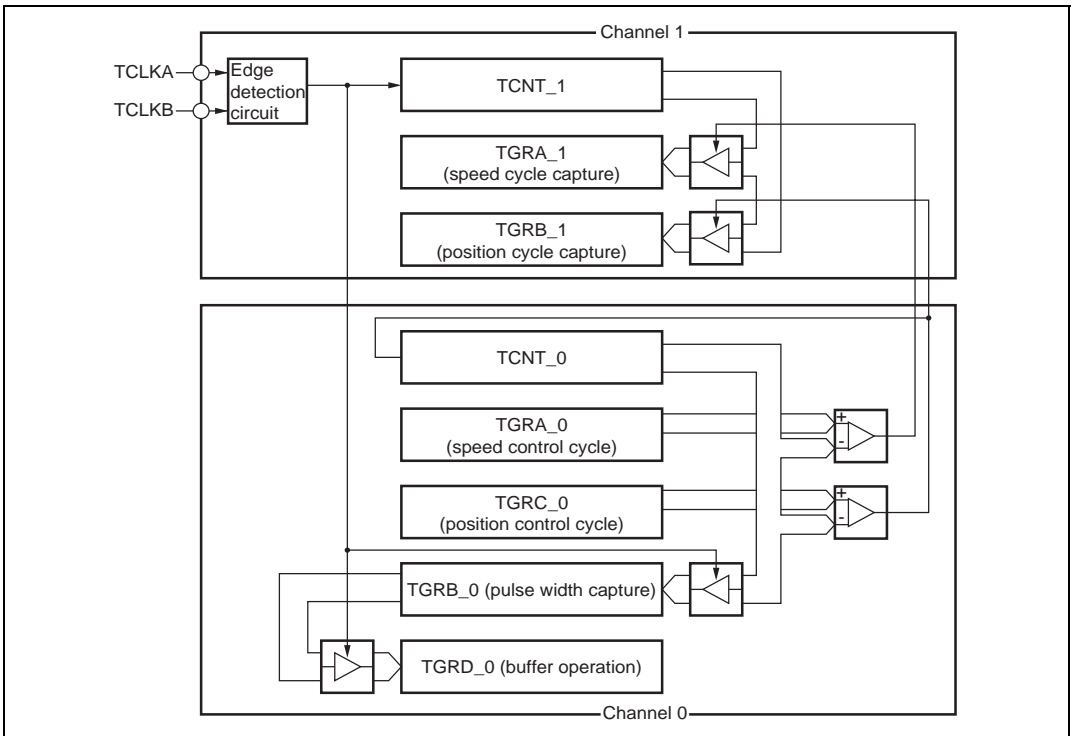 Channel 1
TCLKA
TCLKB
Edge
detection
circuit
TCNT_1
TGRA_1
(speed cycle capture)
TGRB_1
(position cycle capture)
TCNT_0
TGRA_0
(speed control cycle)
+
-
TGRC_0
(position control cycle)
+
-
TGRB_0 (pulse width capture)
TGRD_0 (buffer operation)
Channel 0